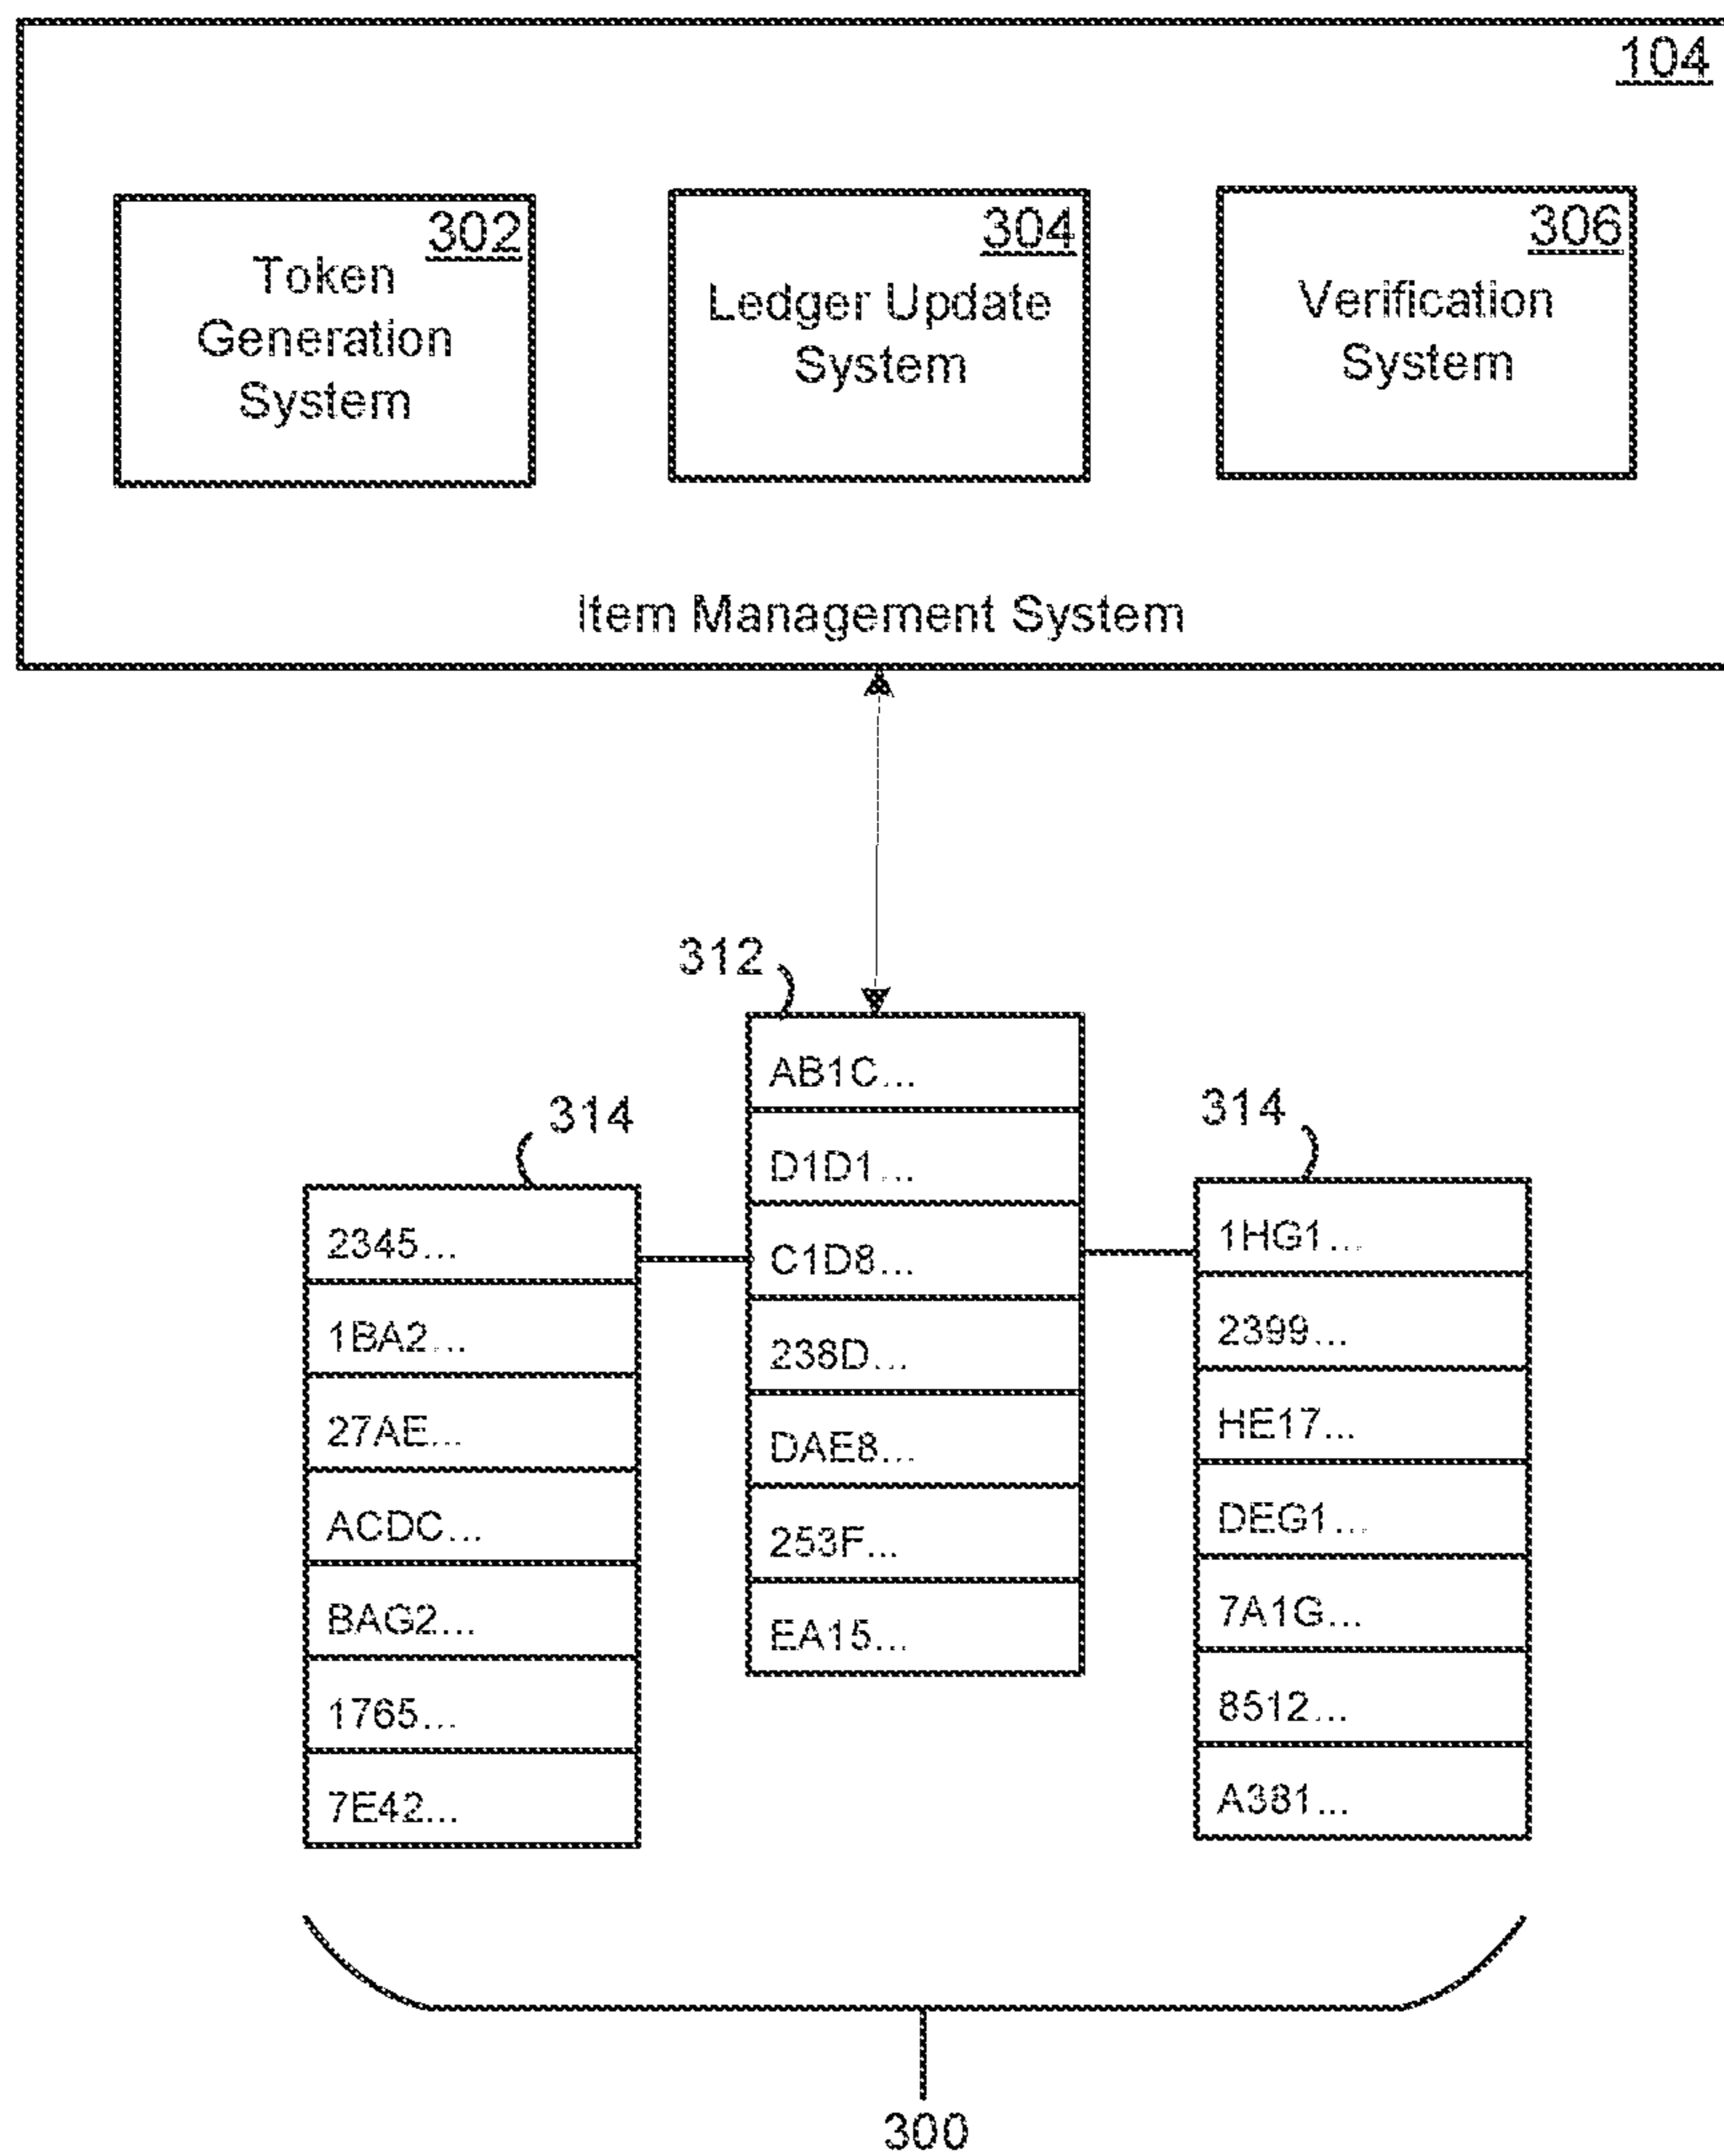 104
302
Token
Generation
System
304
Ledger Update
System
306
Verification
System
Item Management System
312
AB1C...
D1D1...
C1D8...
238D...
DAE8...
253F...
EA15...
314
2345...
1BA2...
27AE...
ACDC...
BAG2...
1765...
7E42...
314
1HG1...
2399...
HE17...
DEG1...
7A1G...
8512...
A381...
300